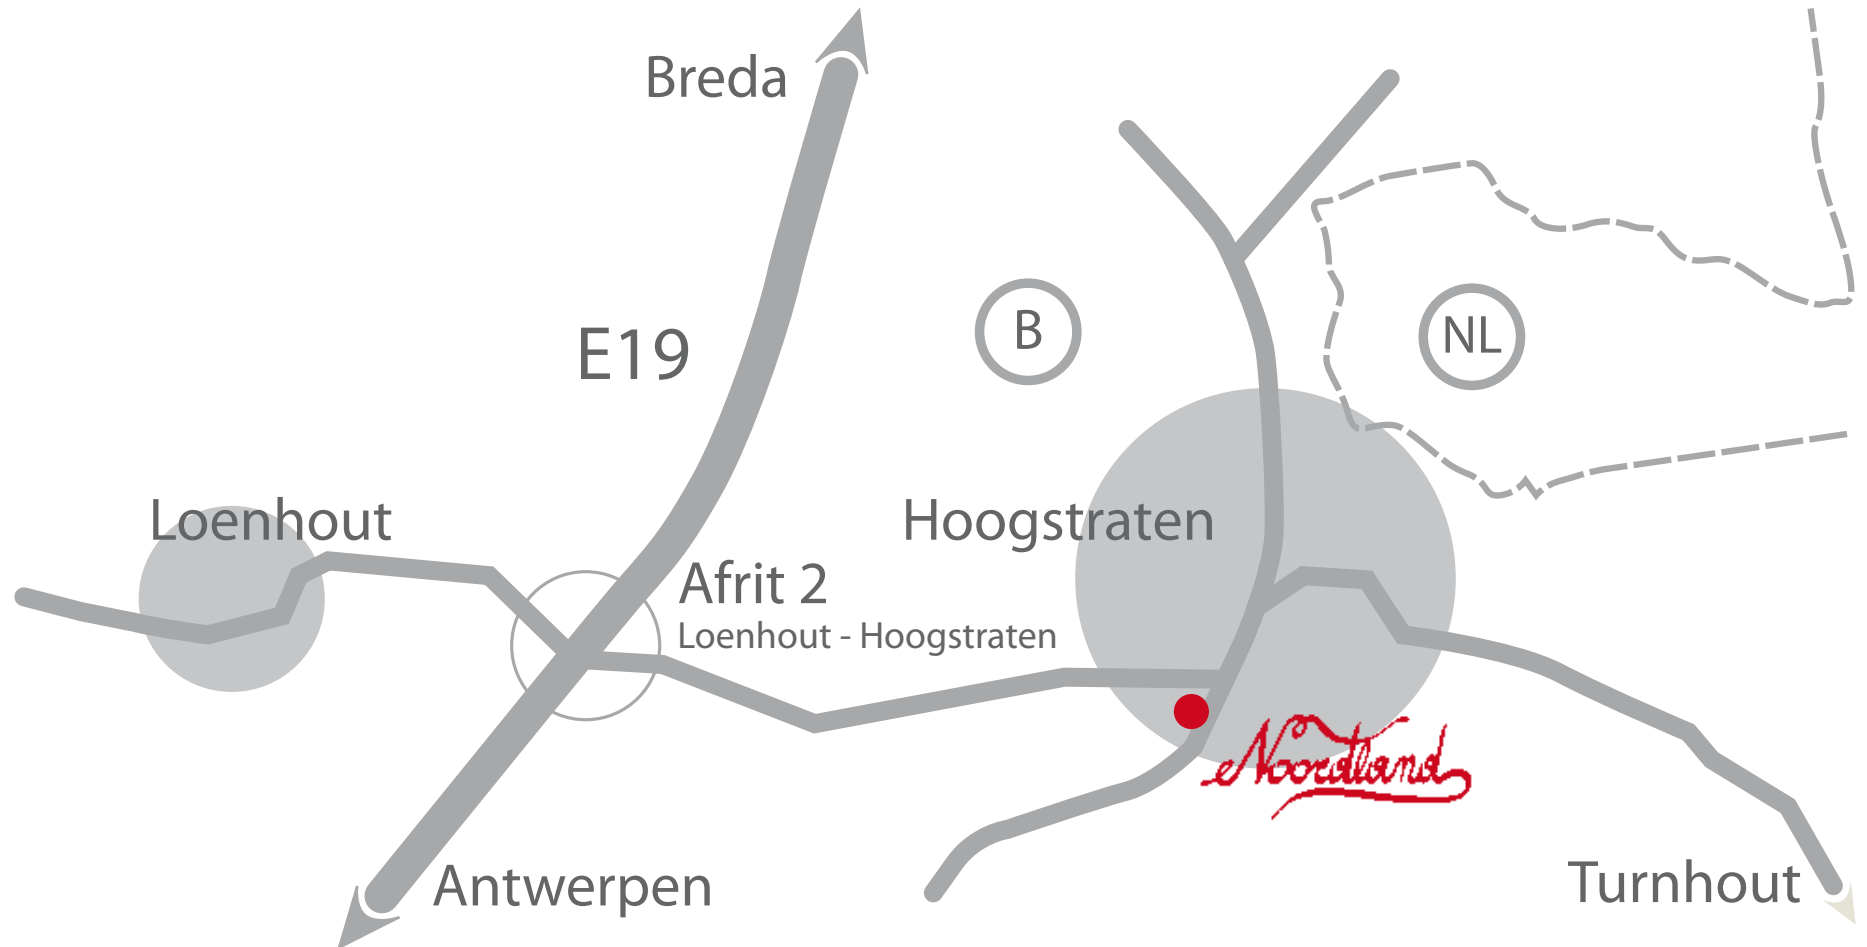 Breda
E19
B
NL
Loenhout
Hoogstraten
Afrit 2
Loenhout - Hoogstraten
Noordland
Antwerpen
Turnhout